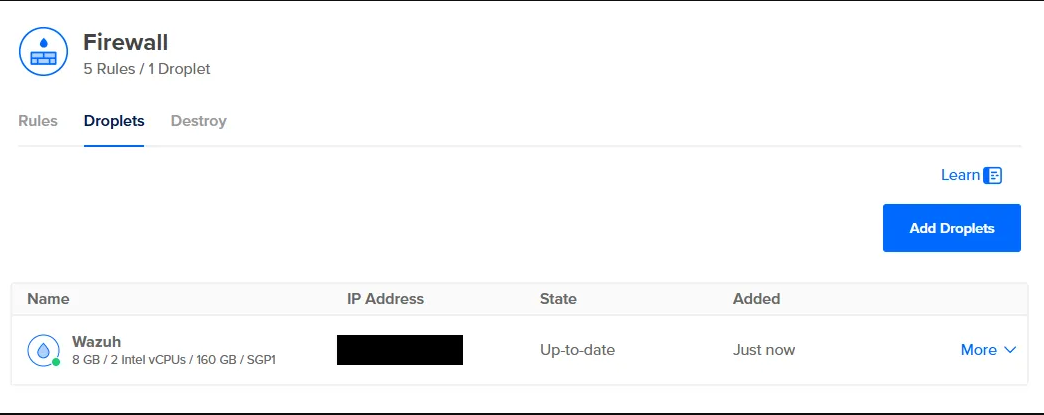 Firewall
5 Rules / 1 Droplet
Rules Droplets Destroy
Learn
Add Droplets
Name IP Address State Added
Wazuh
8 GB / 2 Intel vCPUs / 160 GB / SGP1
Up-to-date Just now More